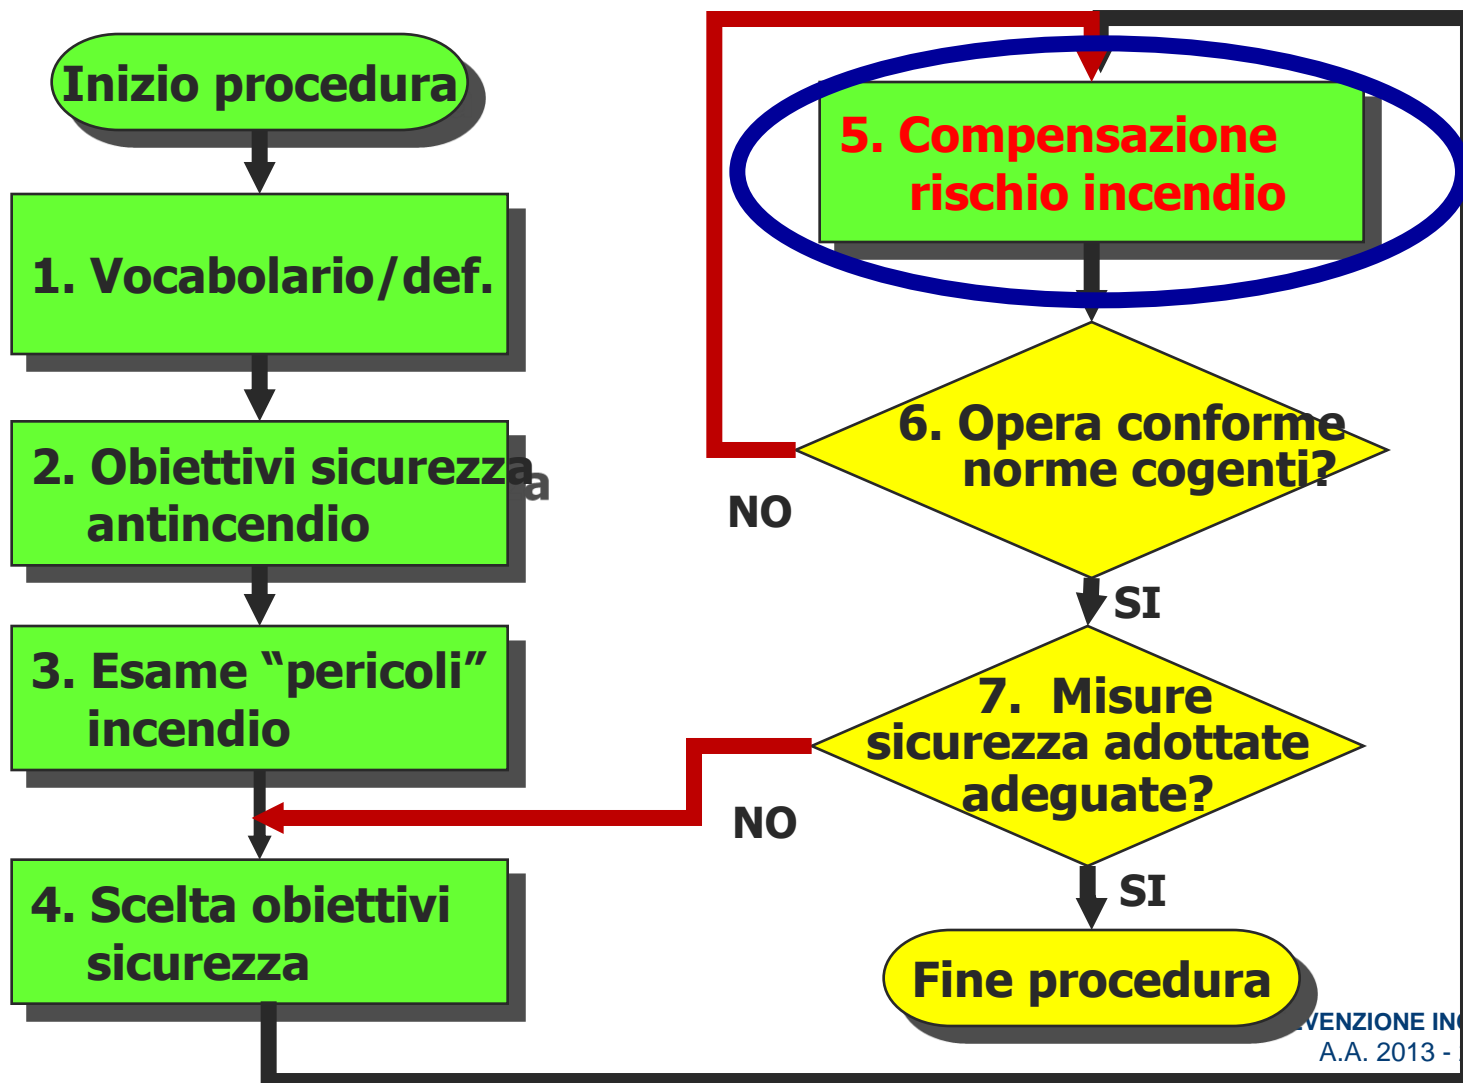 Inizio procedura
1. Vocabolario/def.
2. Obiettivi sicurezza
antincendio
3. Esame “pericoli”
incendio
4. Scelta obiettivi
sicurezza
5. Compensazione
rischio incendio
6. Opera conforme
norme cogenti?
NO
SI
7. Misure
sicurezza adottate
adeguate?
NO
SI
Fine procedura
VENZIONE IN
A.A. 2013 -